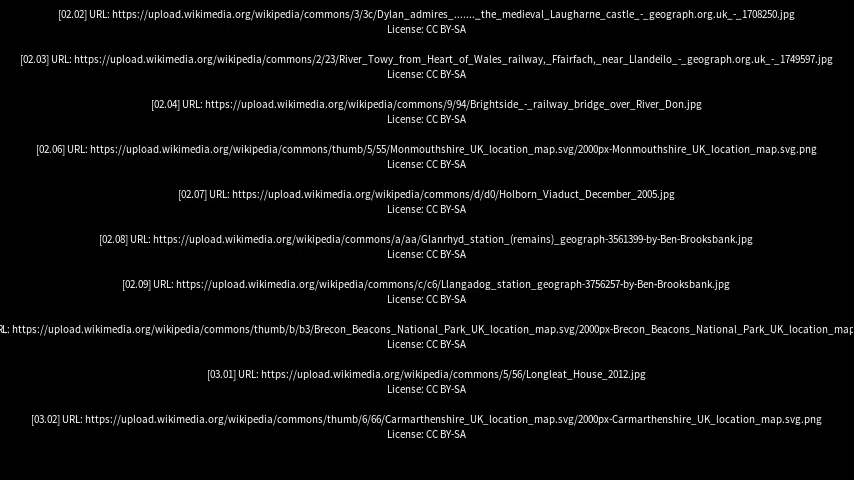 [02.02] URL: https://upload.wikimedia.org/wikipedia/commons/3/3c/Dylan_admires_......._the_medieval_Laugharne_castle_-_geograph.org.uk_-_1708250.jpg
License: CC BY-SA
[02.03] URL: https://upload.wikimedia.org/wikipedia/commons/2/23/River_Towy_from_Heart_of_Wales_railway,_Ffairfach,_near_Llandeilo_-_geograph.org.uk_-_1749597.jpg
License: CC BY-SA
[02.04] URL: https://upload.wikimedia.org/wikipedia/commons/9/94/Brightside_-_railway_bridge_over_River_Don.jpg
License: CC BY-SA
[02.06] URL: https://upload.wikimedia.org/wikipedia/commons/thumb/5/55/Monmouthshire_UK_location_map.svg/2000px-Monmouthshire_UK_location_map.svg.png
License: CC BY-SA
[02.07] URL: https://upload.wikimedia.org/wikipedia/commons/d/d0/Holborn_Viaduct_December_2005.jpg
License: CC BY-SA
[02.08] URL: https://upload.wikimedia.org/wikipedia/commons/a/aa/Glanrhyd_station_(remains)_geograph-3561399-by-Ben-Brooksbank.jpg
License: CC BY-SA
[02.09] URL: https://upload.wikimedia.org/wikipedia/commons/c/c6/Llangadog_station_geograph-3756257-by-Ben-Brooksbank.jpg
License: CC BY-SA
RL: https://upload.wikimedia.org/wikipedia/commons/thumb/b/b3/Brecon_Beacons_National_Park_UK_location_map.svg/2000px-Brecon_Beacons_National_Park_UK_location_map
License: CC BY-SA
[03.01] URL: https://upload.wikimedia.org/wikipedia/commons/5/56/Longleat_House_2012.jpg
License: CC BY-SA
[03.02] URL: https://upload.wikimedia.org/wikipedia/commons/thumb/6/66/Carmarthenshire_UK_location_map.svg/2000px-Carmarthenshire_UK_location_map.svg.png
License: CC BY-SA